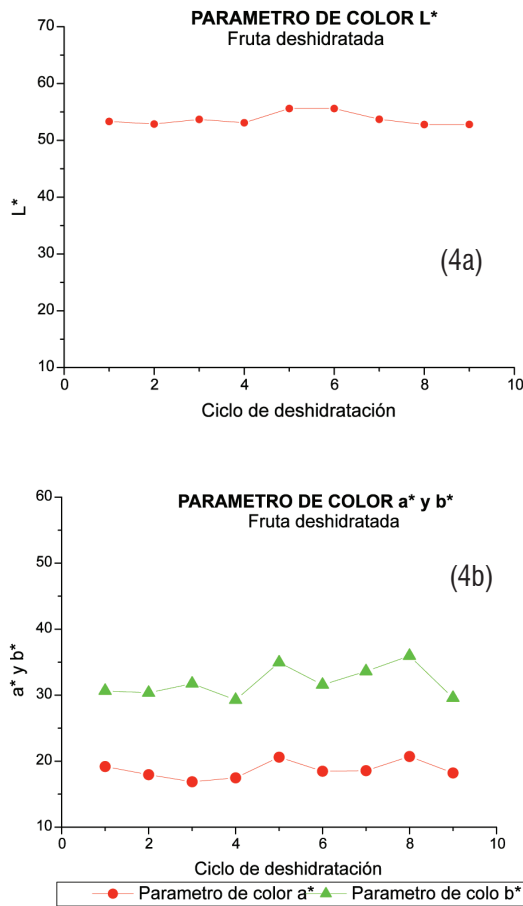 PARAMETRO DE COLOR L*
Fruta deshidratada
70
60
50
40
30
20
10
L*
(4a)
0 2 4 6 8 10
Ciclo de deshidratación
PARAMETRO DE COLOR a* y b*
Fruta deshidratada
60
50
40
30
20
10
a* y b*
(4b)
0 2 4 6 8 10
Ciclo de deshidratación
Parametro de color a* Parametro de colo b*